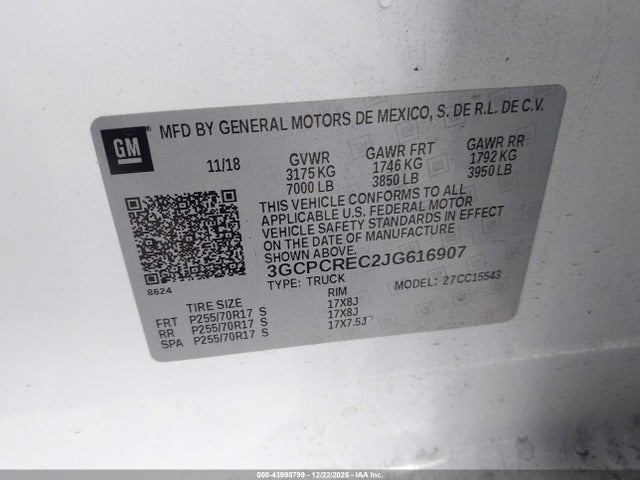 GM
MFD BY GENERAL MOTORS DE MEXICO, S. DE R.L. DE C.V.
11/18 GVWR GAWR FRT GAWR RR
3175 KG 1746 KG 1792 KG
7000 LB 3850 LB 3950 LB
THIS VEHICLE CONFORMS TO ALL
APPLICABLE U.S. FEDERAL MOTOR
VEHICLE SAFETY STANDARDS IN EFFECT
ON THE DATE OF MANUFACTURE
SHOWN ABOVE.
3GCPCREC2JG616907
8624
TYPE: TRUCK MODEL: 27CC15543
TIRE SIZE RIM
FRT P255/70R17 S 17X8J
RR P255/70R17 S 17X8J
SPA P255/70R17 S 17X7.5J
000-43998799 - 12/22/2025 - IAAI.COM